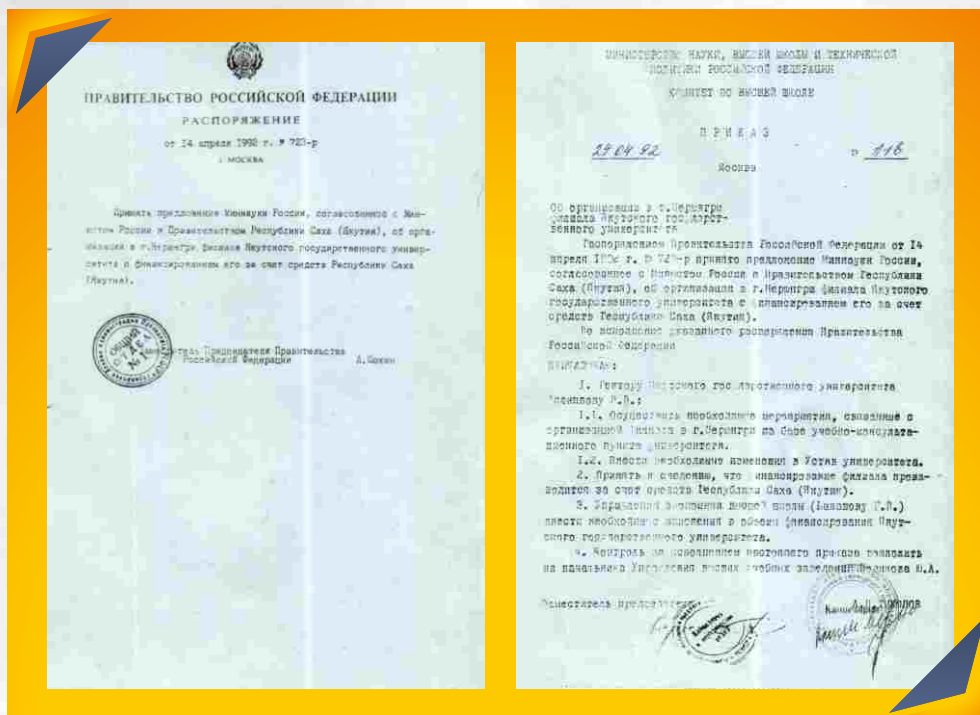 ПРАВИТЕЛЬСТВО РОССИЙСКОЙ ФЕДЕРАЦИИ
РАСПОРЯЖЕНИЕ
от 14 апреля 1992 г. № 723-р
г. МОСКВА
Принять предложение Миннауки России, согласованное с Мин-
юстом России и Правительством Республики Саха (Якутия), об орга-
низации в г.Нерюнгри филиала Якутского государственного универ-
ситета с финансированием его за счет средств Республики Саха
(Якутия).
Председателя Правительства
Российской Федерации А.Шохин
ОБЩИЙ
ОТДЕЛ
МИНИСТЕРСТВО НАУКИ, ВЫСШЕЙ ШКОЛЫ И ТЕХНИЧЕСКОЙ
ПОЛИТИКИ РОССИЙСКОЙ ФЕДЕРАЦИИ
КОМИТЕТ ПО ВЫСШЕЙ ШКОЛЕ
ПРИКАЗ
29.04.92 № 116
Москва
Об организации в г.Нерюнгри
филиала Якутского государст-
венного университета
Распоряжением Правительства Российской Федерации от 14
апреля 1992 г. № 723-р принято предложение Миннауки России,
согласованное с Минюстом России и Правительством Республики
Саха (Якутия), об организации в г.Нерюнгри филиала Якутского
государственного университета с финансированием его за счет
средств Республики Саха (Якутия).
Во исполнение указанного распоряжения Правительства
Российской Федерации
ПРИКАЗЫВАЮ:
1. Ректору Якутского государственного университета
1.1. Осуществить необходимые мероприятия, связанные с
организацией филиала в г.Нерюнгри на базе учебно-консульта-
ционного пункта университета.
1.2. Внести необходимые изменения в Устав университета.
2. Принять к сведению, что финансирование филиала произ-
водится за счет средств Республики Саха (Якутия).
3. Управлению экономики высшей школы
внести необходимые изменения в объемы финансирования Якут-
ского государственного университета.
4. Контроль за исполнением настоящего приказа возложить
на начальника Управления высших учебных заведений Новикова Ю.А.
Заместитель председателя